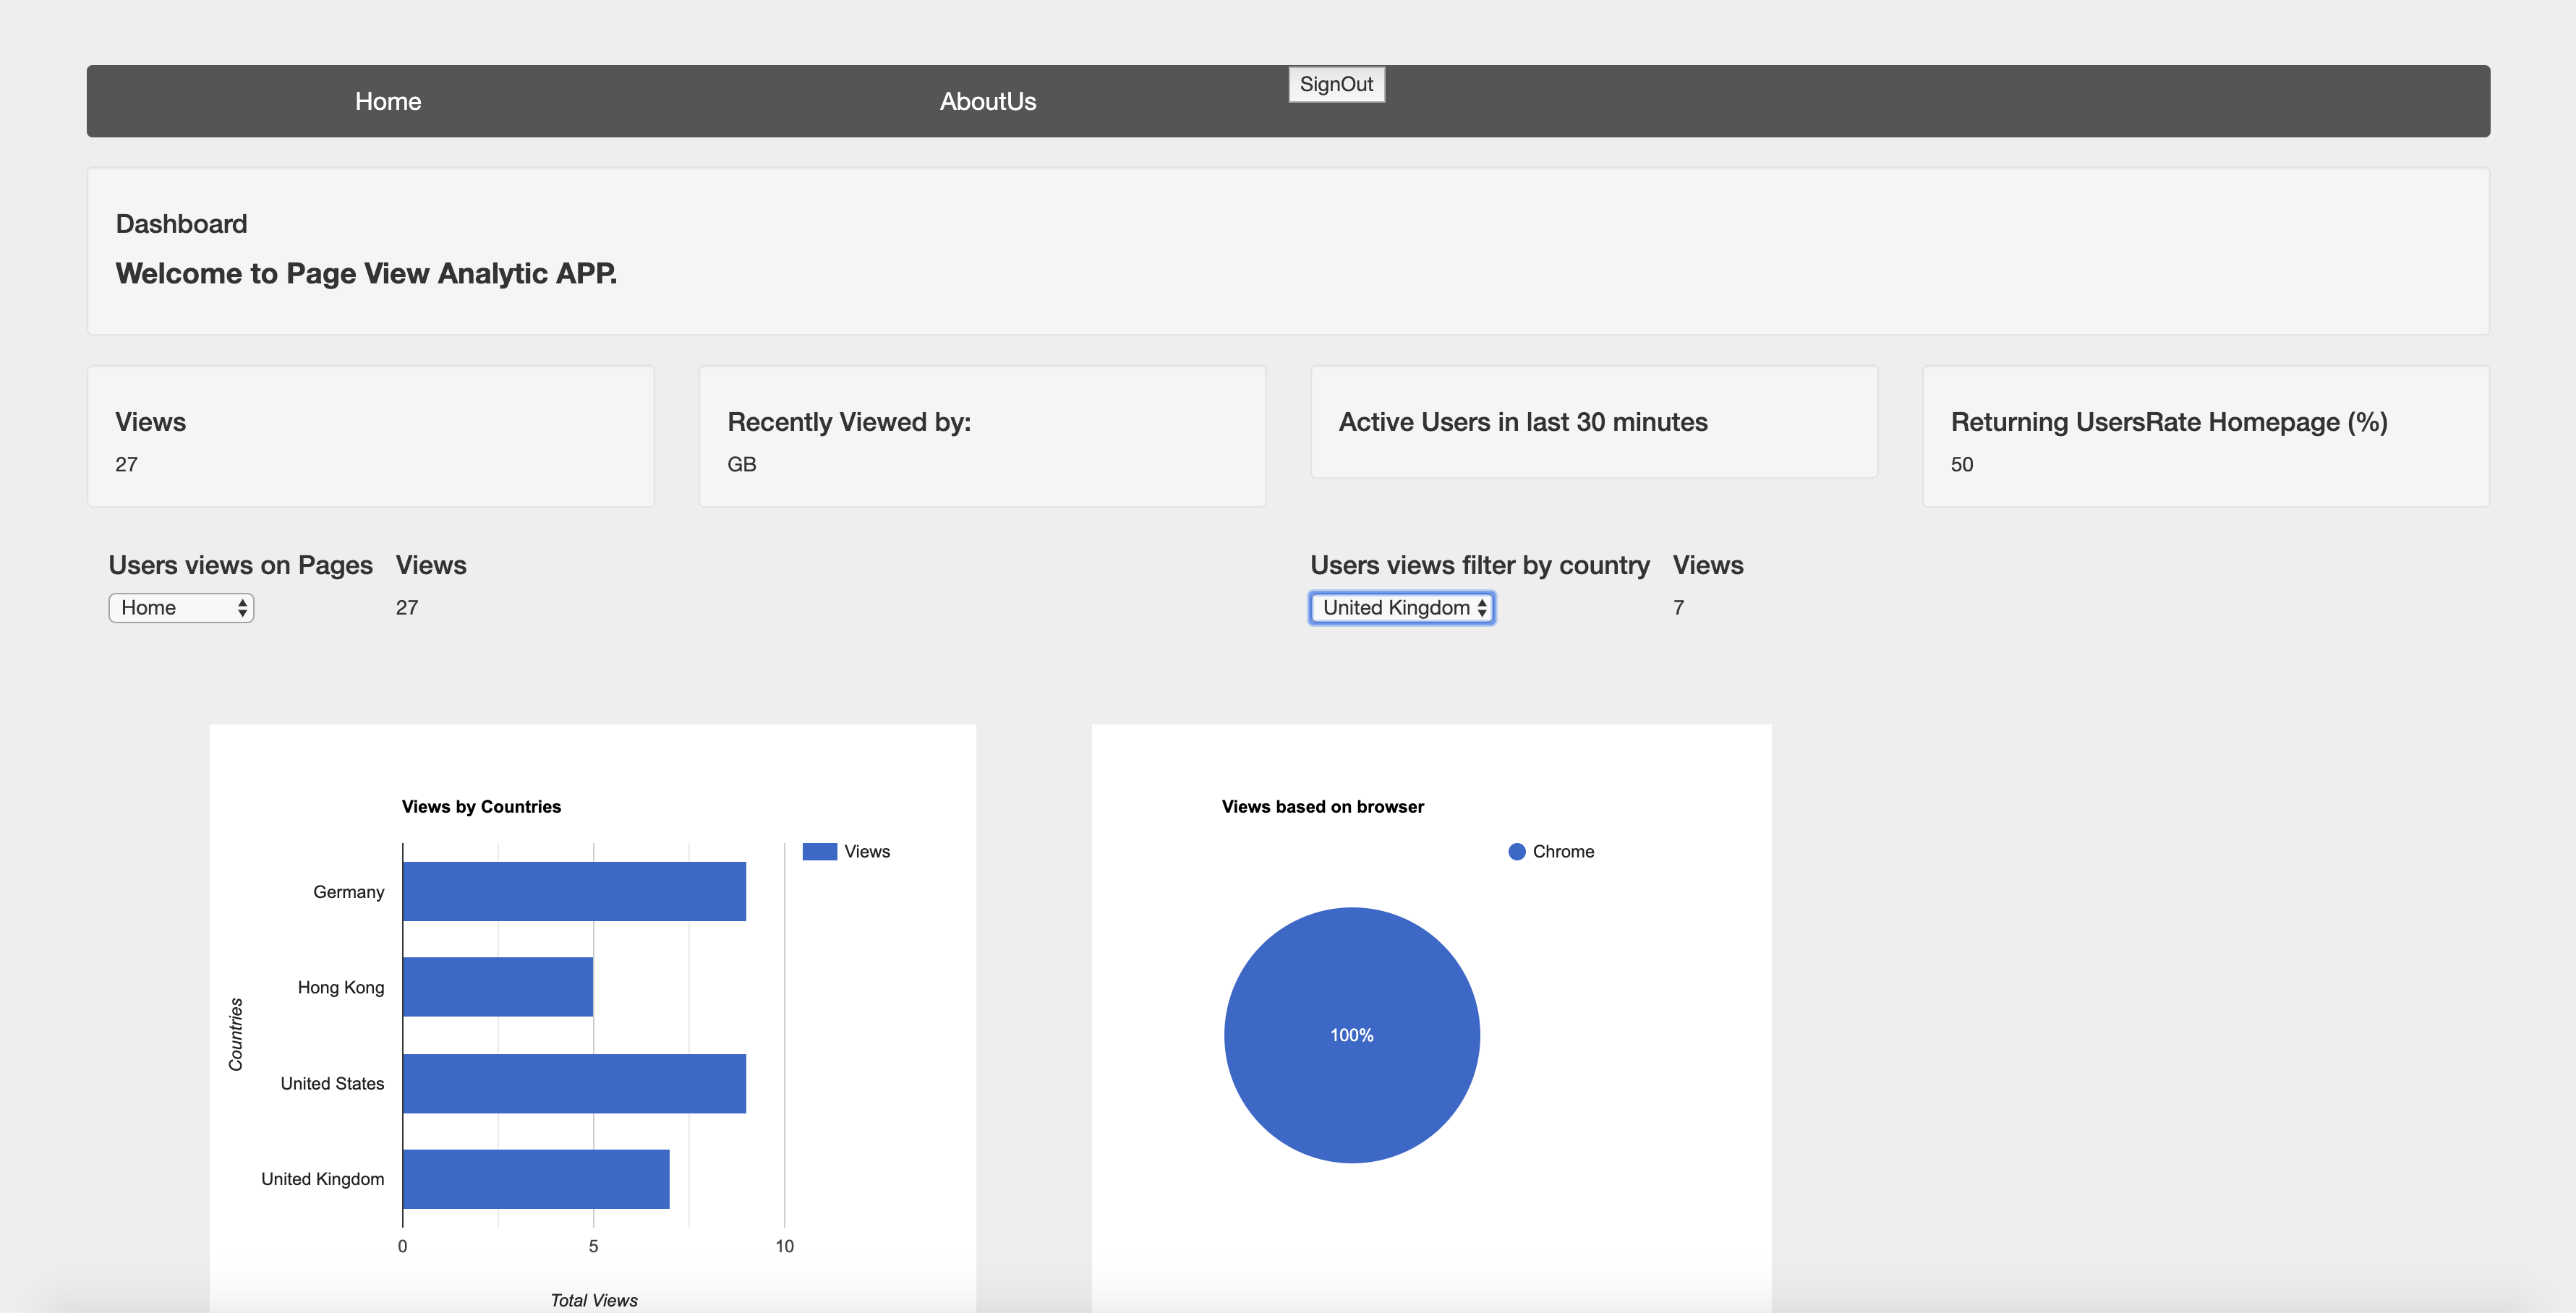 Home
AboutUs
SignOut
Dashboard
Welcome to Page View Analytic APP.
Views
27
Recently Viewed by:
GB
Active Users in last 30 minutes
Returning UsersRate Homepage (%)
50
Users views on Pages
Views
Home
27
Users views filter by country
Views
United Kingdom
7
Views by Countries
Views
Germany
Hong Kong
United States
United Kingdom
Countries
0
5
10
Total Views
Views based on browser
Chrome
100%